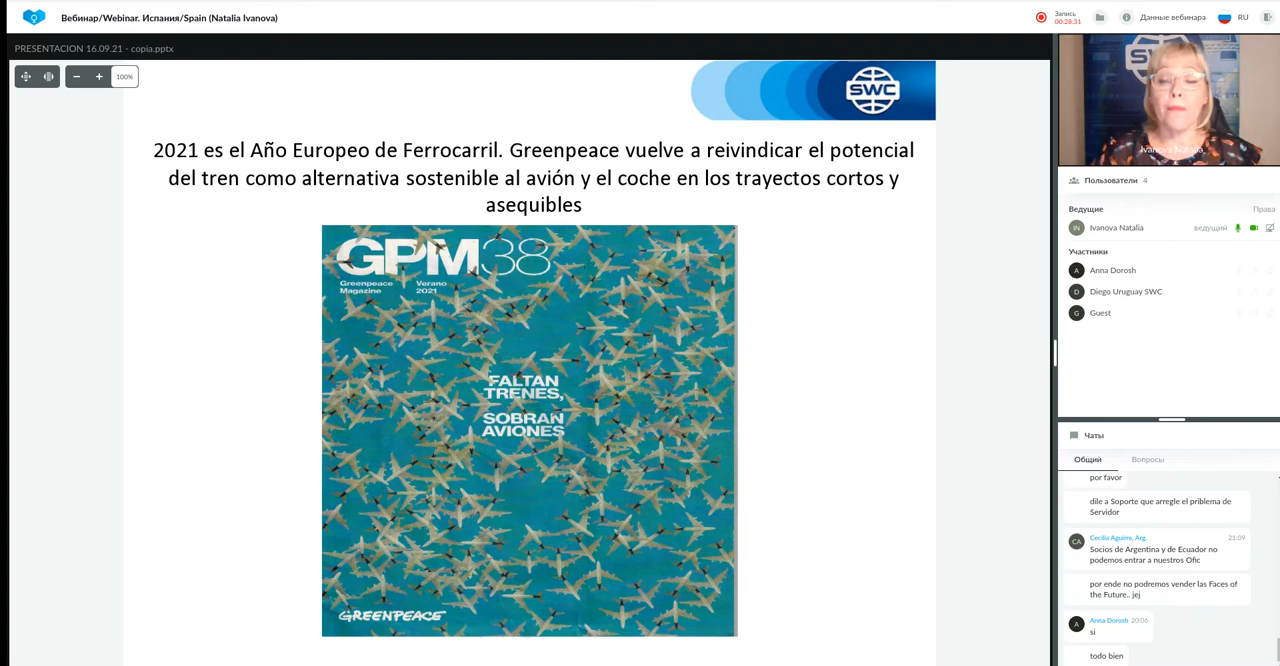 Вебинар/Webinar. Испания/Spain (Natalia Ivanova)
Запись
00:28:31
Данные вебинара
RU
PRESENTACION 16.09.21 - copia.pptx
100%
SWC
2021 es el Año Europeo de Ferrocarril. Greenpeace vuelve a reivindicar el potencial
del tren como alternativa sostenible al avión y el coche en los trayectos cortos y
asequibles
GPM38
Greenpeace
Magazine
Verano
2021
FALTAN
TRENES,
SOBRAN
AVIONES
GREENPEACE
Ivanova Natalia
Пользователи 4
Ведущие
Права
IN
Ivanova Natalia
ведущий
Участники
A
Anna Dorosh
D
Diego Uruguay SWC
G
Guest
Чаты
Общий
Вопросы
por favor
dile a Soporte que arregle el priblema de
Servidor
CA
Cecilia Aguirre, Arg.
21:09
Socios de Argentina y de Ecuador no
podemos entrar a nuestros Ofic
por ende no podremos vender las Faces of
the Future.. jej
A
Anna Dorosh 20:06
si
todo bien